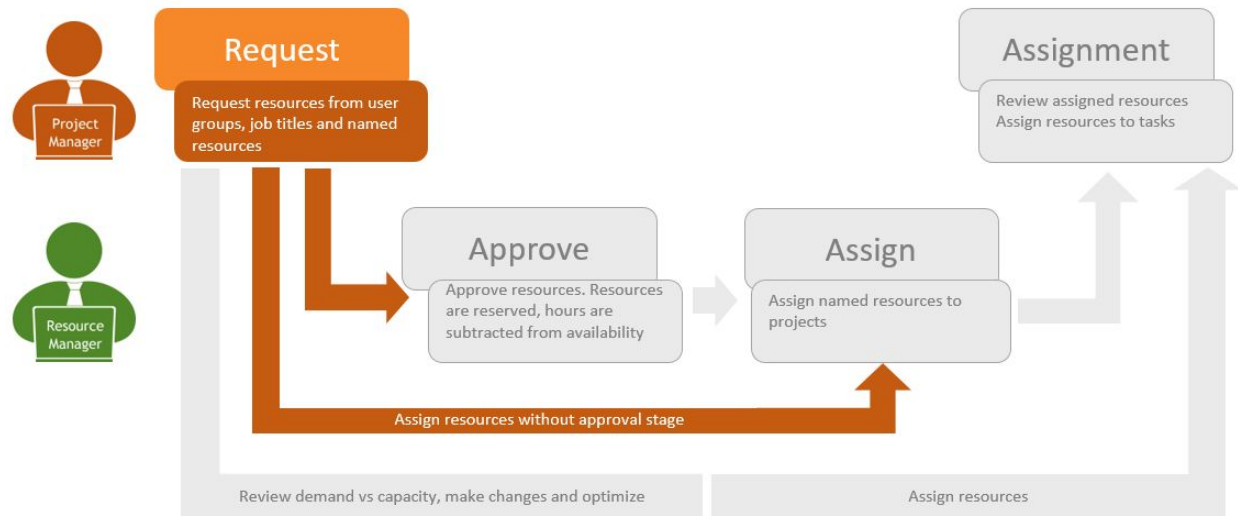 Request
Request resources from user
groups, job titles and named
resources
Project
Manager
Assignment
Review assigned resources
Assign resources to tasks
Resource
Manager
Approve
Approve resources. Resources
are reserved, hours are
subtracted from availability
Assign
Assign named resources to
projects
Assign resources without approval stage
Review demand vs capacity, make changes and optimize
Assign resources